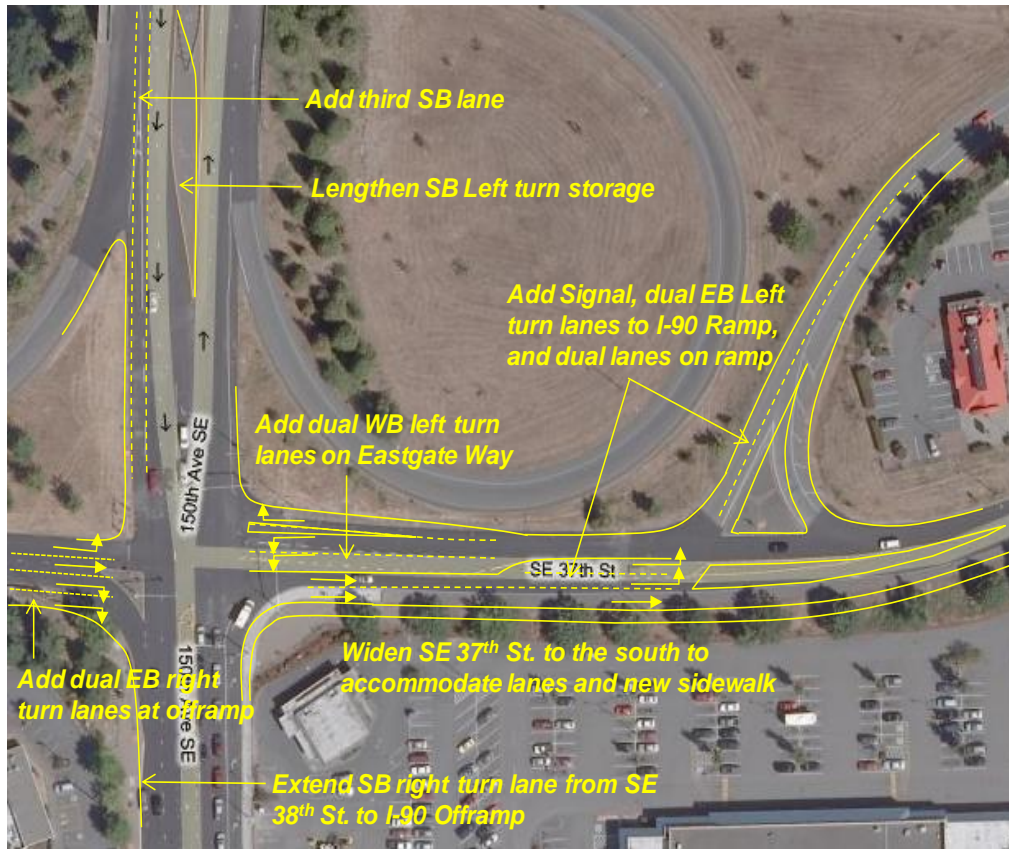 Add third SB lane
Lengthen SB Left turn storage
Add Signal, dual EB Left
turn lanes to I-90 Ramp,
and dual lanes on ramp
Add dual WB left turn
lanes on Eastgate Way
150th Ave SE
SE 37th St
Widen SE 37th St. to the south to
accommodate lanes and new sidewalk
Add dual EB right
turn lanes at offramp
150th Ave SE
Extend SB right turn lane from SE
38th St. to I-90 Offramp